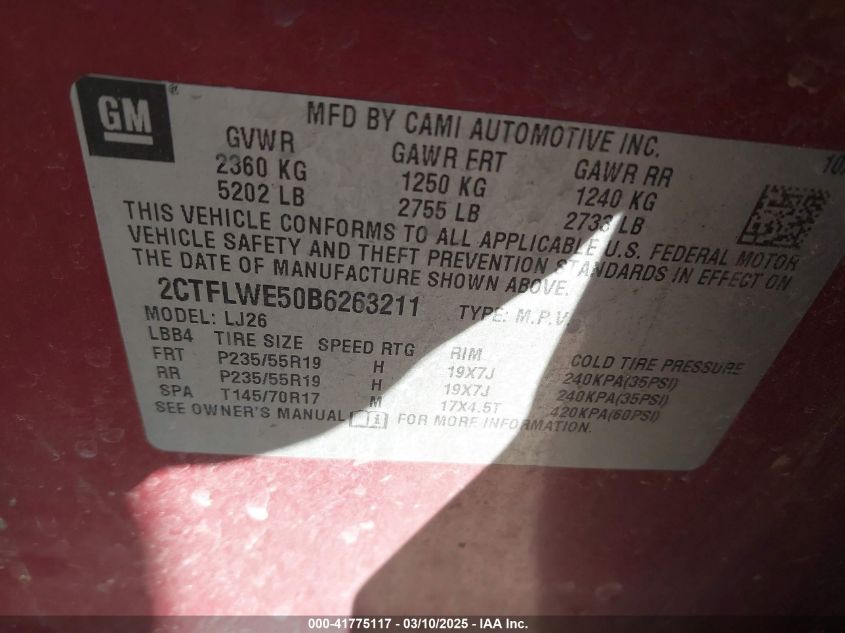 GM ®
MFD BY CAMI AUTOMOTIVE INC.
GVWR GAWR FRT GAWR RR
2360 KG 1250 KG 1240 KG
5202 LB 2755 LB 2733 LB
THIS VEHICLE CONFORMS TO ALL APPLICABLE U.S. FEDERAL MOTOR
VEHICLE SAFETY AND THEFT PREVENTION STANDARDS IN EFFECT ON
THE DATE OF MANUFACTURE SHOWN ABOVE.
2CTFLWE50B6263211 TYPE: M.P.V.
MODEL: LJ26
LBB4 TIRE SIZE SPEED RTG RIM COLD TIRE PRESSURE
FRT P235/55R19 H 19X7J 240KPA(35PSI)
RR P235/55R19 H 19X7J 240KPA(35PSI)
SPA T145/70R17 M 17X4.5T 420KPA(60PSI)
SEE OWNER'S MANUAL FOR MORE INFORMATION.
000-41775117 - 03/10/2025 - IAA Inc.